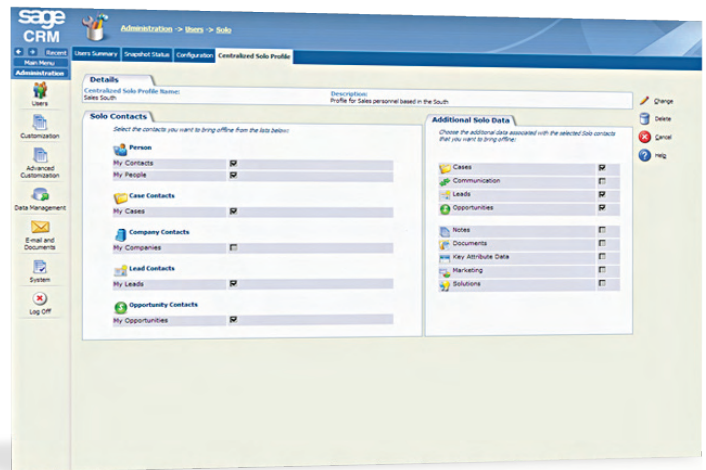 sage
CRM
Administration -> Users -> Solo
Recent
Main Menu
Administration
Users Summary
Snapshot Status
Configuration
Centralized Solo Profile
Users
Customization
Advanced
Customization
Data Management
E-mail and
Documents
System
Log Off
Details
Centralized Solo Profile Name:
Sales South
Description:
Profile for Sales personnel based in the South
Solo Contacts
Select the contacts you want to bring offline from the lists below:
Person
My Contacts
My People
Case Contacts
My Cases
Company Contacts
My Companies
Lead Contacts
My Leads
Opportunity Contacts
My Opportunities
Additional Solo Data
Choose the additional data associated with the selected Solo contacts
that you want to bring offline:
Cases
Communication
Leads
Opportunities
Notes
Documents
Key Attribute Data
Marketing
Solutions
Change
Delete
Cancel
Help